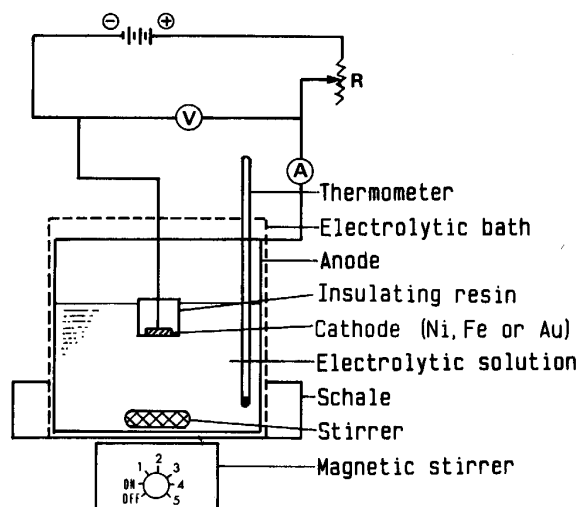 ⊖ ⊕
R
V
A
Thermometer
Electrolytic bath
Anode
Insulating resin
Cathode (Ni, Fe or Au)
Electrolytic solution
Schale
Stirrer
Magnetic stirrer
2
1 3
ON 4
OFF 5